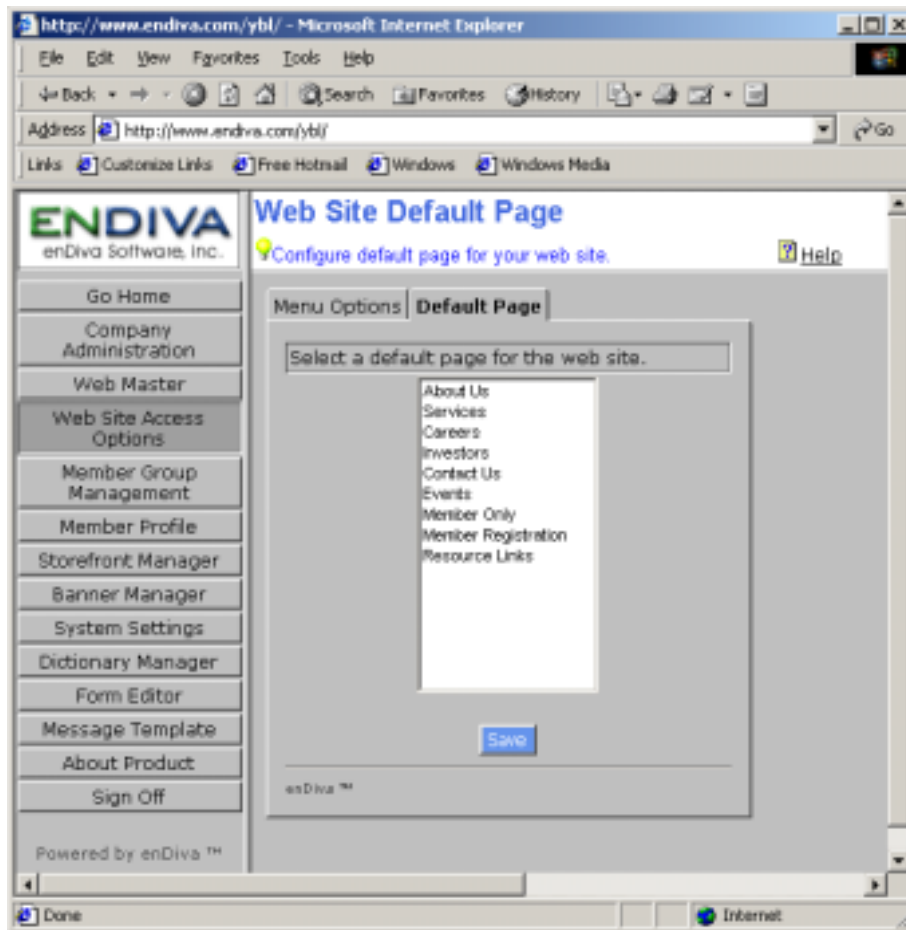 http://www.endiva.com/ybl/ - Microsoft Internet Explorer
File Edit View Favorites Tools Help
Back Search Favorites History
Address http://www.endiva.com/ybl/ Go
Links Customize Links Free Hotmail Windows Windows Media
ENDIVA
enDiva Software, Inc.
Web Site Default Page
Configure default page for your web site.
Help
Go Home
Company
Administration
Web Master
Web Site Access
Options
Member Group
Management
Member Profile
Storefront Manager
Banner Manager
System Settings
Dictionary Manager
Form Editor
Message Template
About Product
Sign Off
Powered by enDiva ™
Menu Options Default Page
Select a default page for the web site.
About Us
Services
Careers
Investors
Contact Us
Events
Member Only
Member Registration
Resource Links
Save
enDiva ™
Done Internet